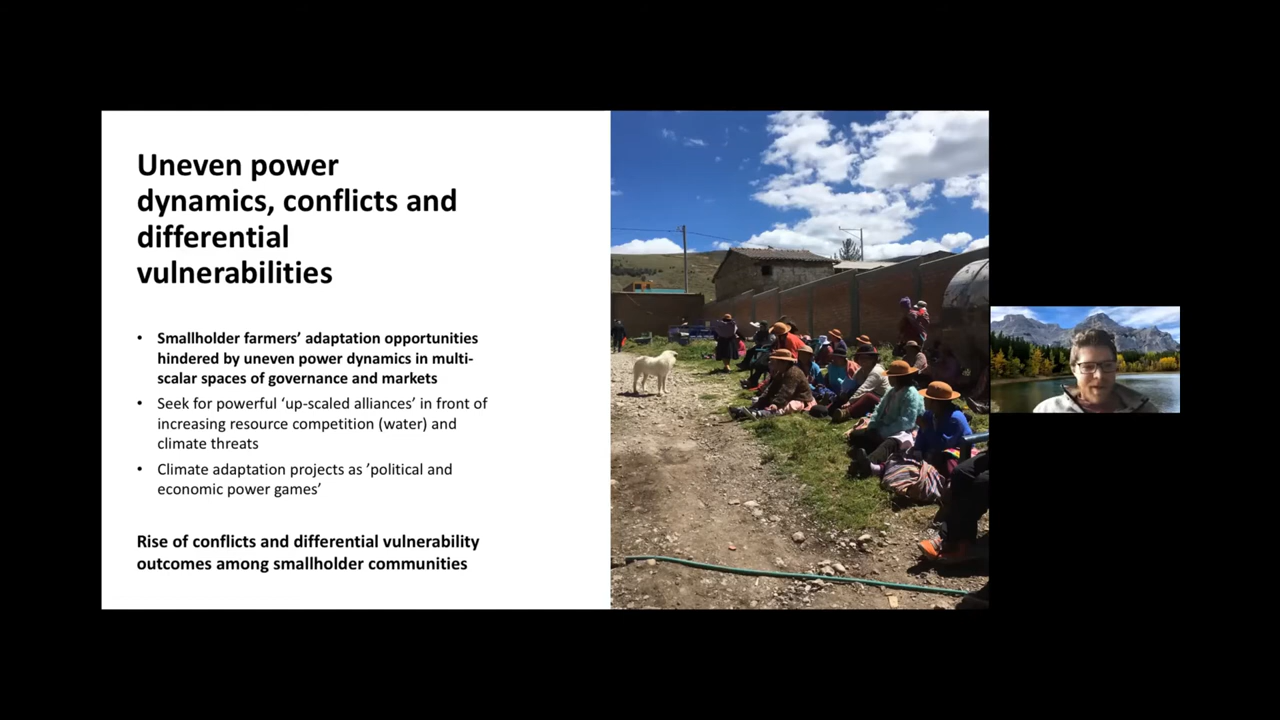 Uneven power
dynamics, conflicts and
differential
vulnerabilities
• Smallholder farmers’ adaptation opportunities
hindered by uneven power dynamics in multi-
scalar spaces of governance and markets
• Seek for powerful ‘up-scaled alliances’ in front of
increasing resource competition (water) and
climate threats
• Climate adaptation projects as ’political and
economic power games’
Rise of conflicts and differential vulnerability
outcomes among smallholder communities